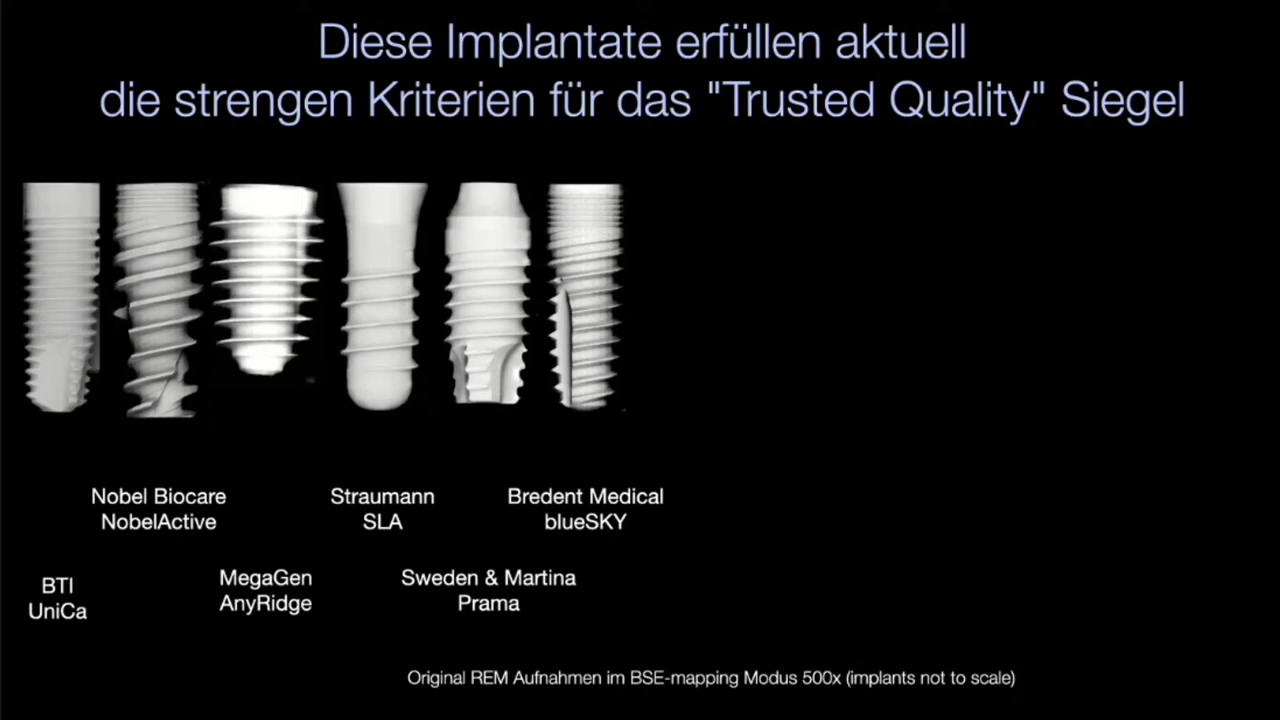 Diese Implantate erfüllen aktuell
die strengen Kriterien für das "Trusted Quality" Siegel
Nobel Biocare
NobelActive
Straumann
SLA
Bredent Medical
blueSKY
BTI
UniCa
MegaGen
AnyRidge
Sweden & Martina
Prama
Original REM Aufnahmen im BSE-mapping Modus 500x (implants not to scale)